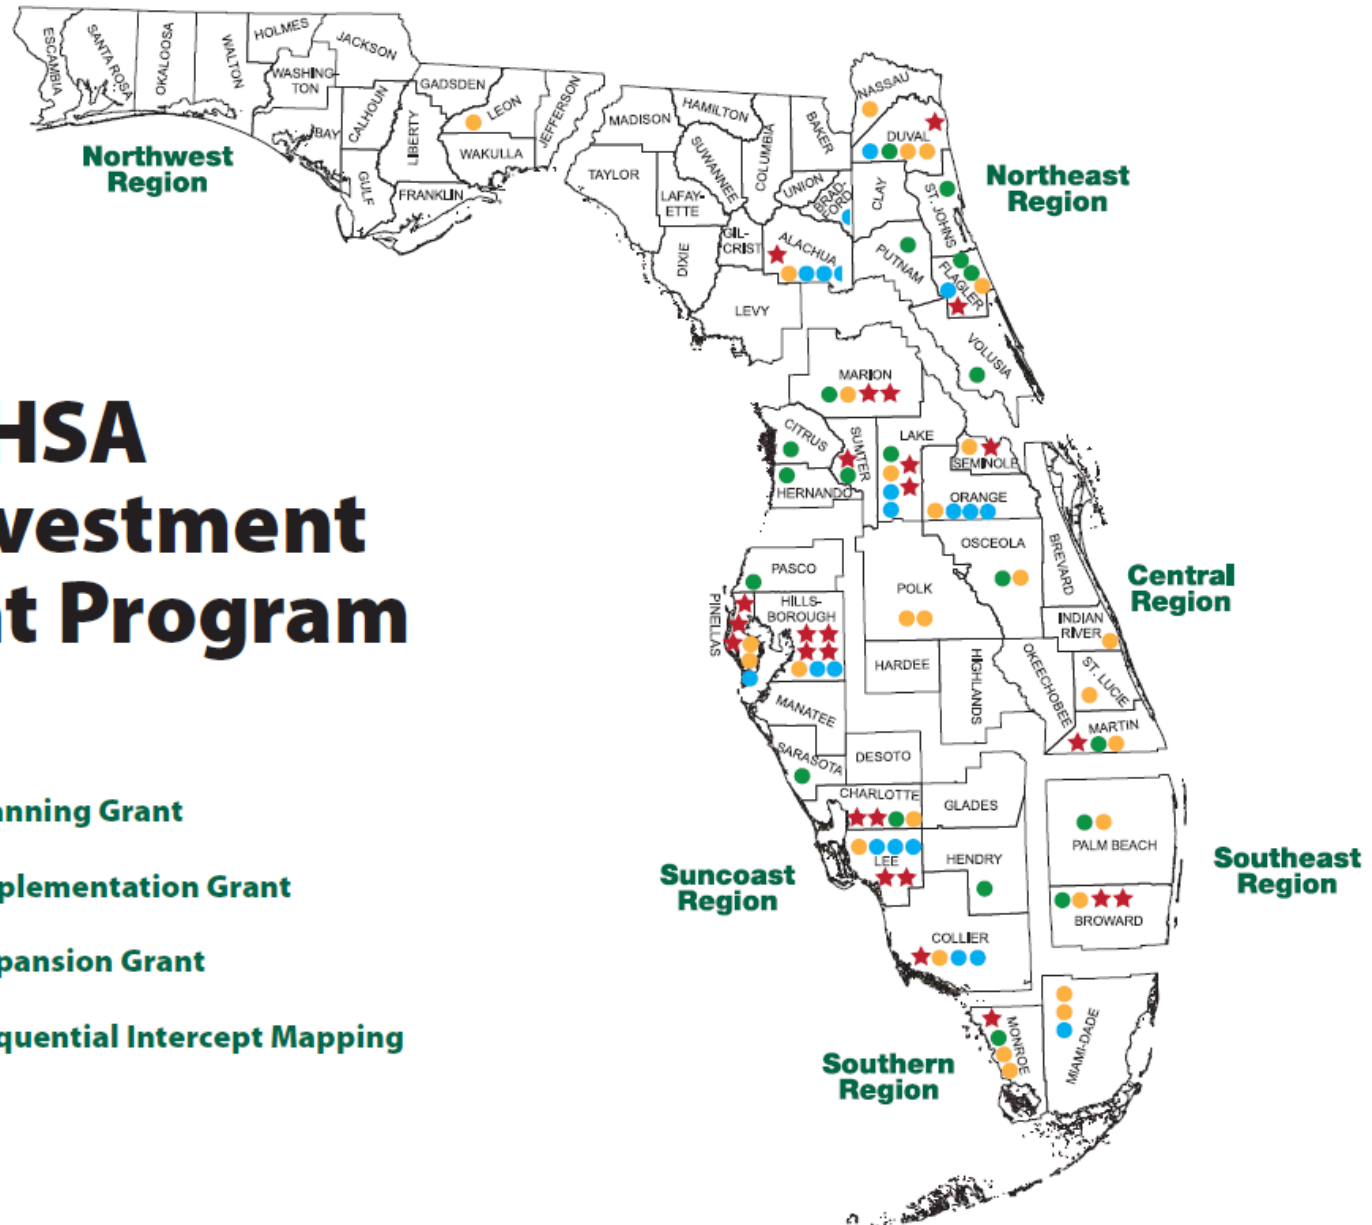 ESCAMBIA
SANTA ROSA
OKALOOSA
WALTON
HOLMES
JACKSON
WASHING-
TON
BAY
CALHOUN
GULF
LIBERTY
GADSDEN
FRANKLIN
LEON
WAKULLA
JEFFERSON
Northwest
Region
MADISON
TAYLOR
HAMILTON
SUWANNEE
LAFAY-
ETTE
DIXIE
COLUMBIA
GIL-
CRIST
BAKER
UNION
BRAD-
FORD
ALACHUA
LEVY
NASSAU
DUVAL
CLAY
ST. JOHNS
PUTNAM
FLAGLER
VOLUSIA
Northeast
Region
HSA
vestment
t Program
MARION
CITRUS
SUMTER
HERNANDO
LAKE
SEMINOLE
ORANGE
OSCEOLA
BREVARD
Central
Region
PASCO
PINELLAS
HILLS-
BOROUGH
POLK
INDIAN
RIVER
HARDEE
HIGHLANDS
OKEECHOBEE
ST. LUCIE
MARTIN
MANATEE
SARASOTA
DESOTO
CHARLOTTE
GLADES
LEE
HENDRY
COLLIER
Suncoast
Region
PALM BEACH
BROWARD
Southeast
Region
MONROE
MIAMI-DADE
Southern
Region
anning Grant
plementation Grant
pansion Grant
quential Intercept Mapping